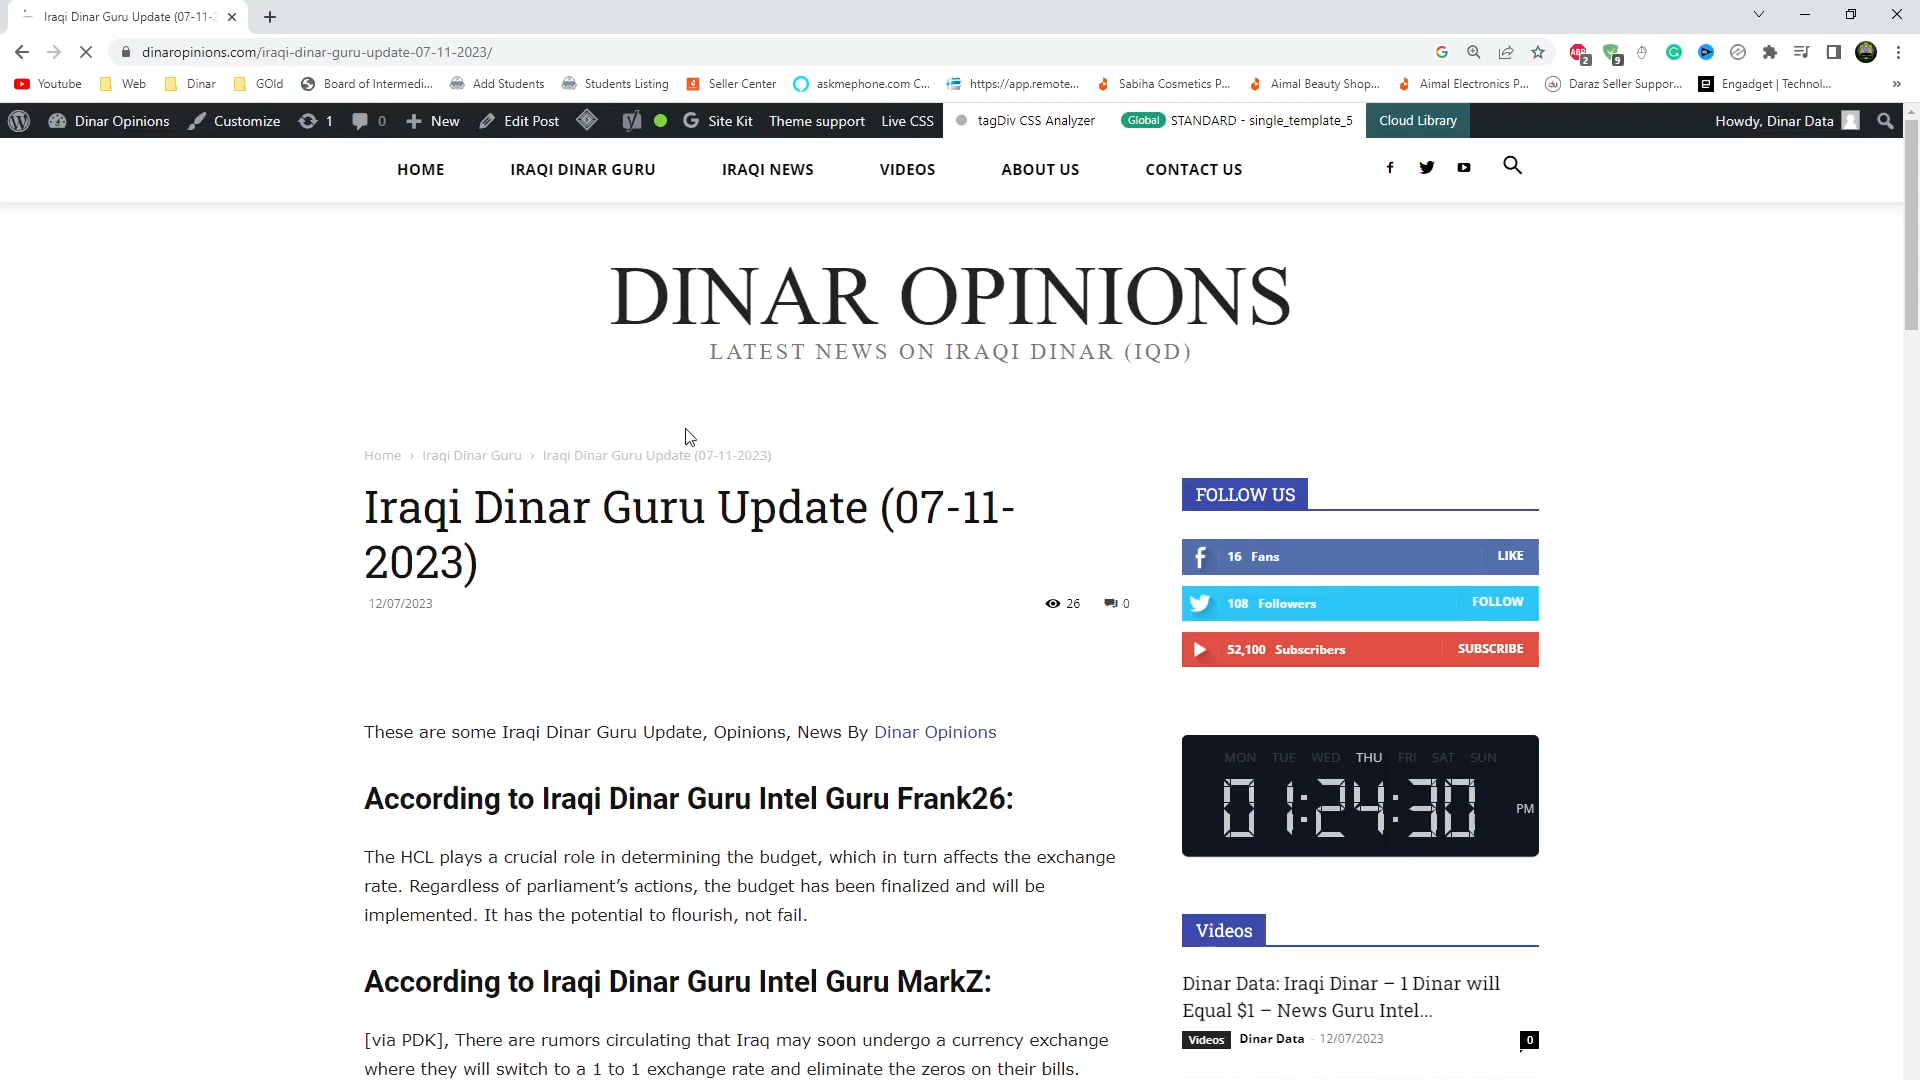 Iraqi Dinar Guru Update (07-11-2
dinaropinions.com/iraqi-dinar-guru-update-07-11-2023/
ABP 2 9
Youtube Web Dinar GOld Board of Intermedi... Add Students Students Listing Seller Center askmephone.com C... https://app.remote... Sabiha Cosmetics P... Aimal Beauty Shop... Aimal Electronics P... Daraz Seller Suppor... Engadget | Technol... »
Dinar Opinions Customize 1 0 New Edit Post Site Kit Theme support Live CSS tagDiv CSS Analyzer Global STANDARD - single_template_5 Cloud Library Howdy, Dinar Data
HOME IRAQI DINAR GURU IRAQI NEWS VIDEOS ABOUT US CONTACT US
DINAR OPINIONS
LATEST NEWS ON IRAQI DINAR (IQD)
Home › Iraqi Dinar Guru › Iraqi Dinar Guru Update (07-11-2023)
Iraqi Dinar Guru Update (07-11-
2023)
12/07/2023 26 0
These are some Iraqi Dinar Guru Update, Opinions, News By Dinar Opinions
According to Iraqi Dinar Guru Intel Guru Frank26:
The HCL plays a crucial role in determining the budget, which in turn affects the exchange
rate. Regardless of parliament’s actions, the budget has been finalized and will be
implemented. It has the potential to flourish, not fail.
According to Iraqi Dinar Guru Intel Guru MarkZ:
[via PDK], There are rumors circulating that Iraq may soon undergo a currency exchange
where they will switch to a 1 to 1 exchange rate and eliminate the zeros on their bills.
FOLLOW US
16 Fans LIKE
108 Followers FOLLOW
52,100 Subscribers SUBSCRIBE
MON TUE WED THU FRI SAT SUN
01:24:30 PM
Videos
Dinar Data: Iraqi Dinar – 1 Dinar will
Equal $1 – News Guru Intel...
Videos Dinar Data - 12/07/2023 0